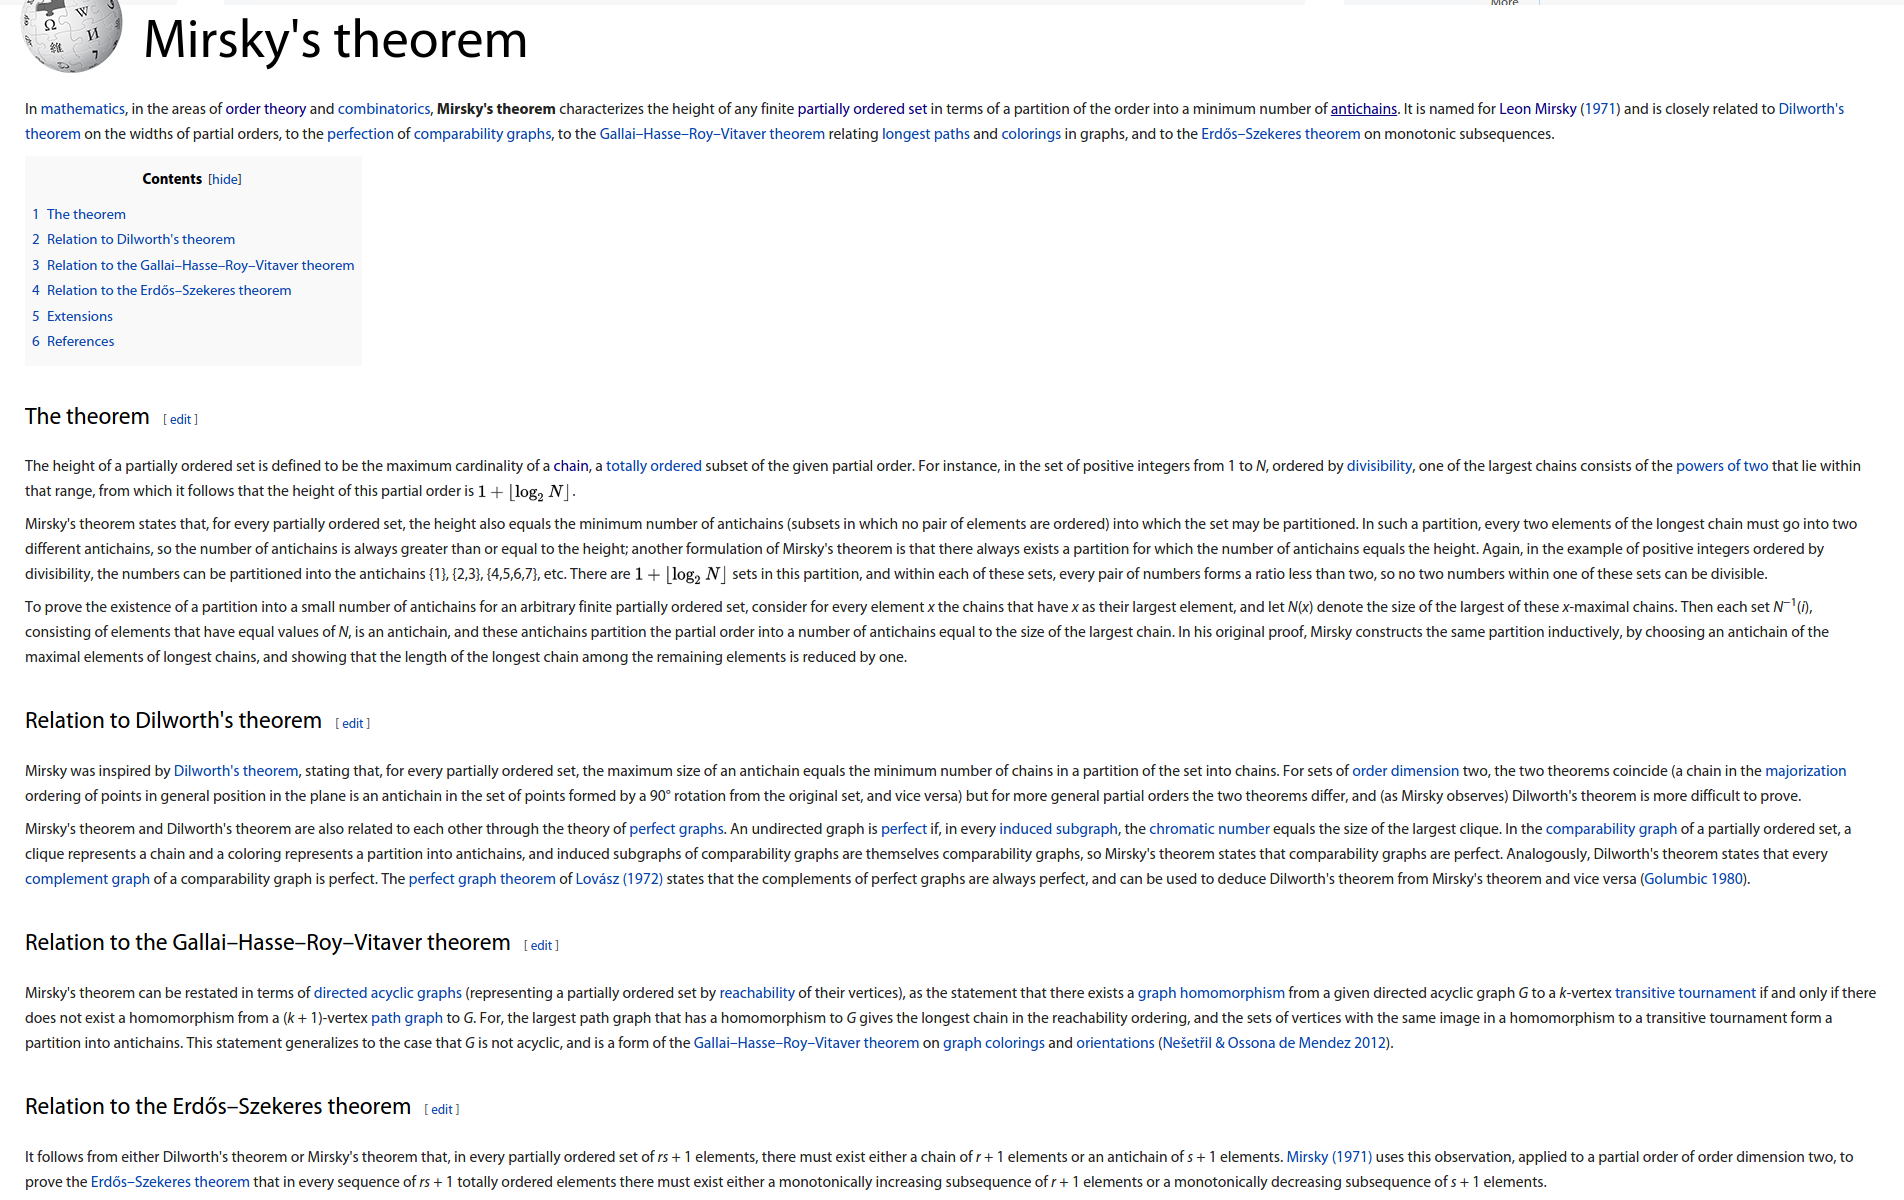 More
Mirsky's theorem
In mathematics, in the areas of order theory and combinatorics, Mirsky's theorem characterizes the height of any finite partially ordered set in terms of a partition of the order into a minimum number of antichains. It is named for Leon Mirsky (1971) and is closely related to Dilworth's
theorem on the widths of partial orders, to the perfection of comparability graphs, to the Gallai–Hasse–Roy–Vitaver theorem relating longest paths and colorings in graphs, and to the Erdős–Szekeres theorem on monotonic subsequences.
Contents [hide]
1 The theorem
2 Relation to Dilworth's theorem
3 Relation to the Gallai–Hasse–Roy–Vitaver theorem
4 Relation to the Erdős–Szekeres theorem
5 Extensions
6 References
The theorem [ edit ]
The height of a partially ordered set is defined to be the maximum cardinality of a chain, a totally ordered subset of the given partial order. For instance, in the set of positive integers from 1 to N, ordered by divisibility, one of the largest chains consists of the powers of two that lie within
that range, from which it follows that the height of this partial order is 1 + ⌊log₂ N⌋.
Mirsky's theorem states that, for every partially ordered set, the height also equals the minimum number of antichains (subsets in which no pair of elements are ordered) into which the set may be partitioned. In such a partition, every two elements of the longest chain must go into two
different antichains, so the number of antichains is always greater than or equal to the height; another formulation of Mirsky's theorem is that there always exists a partition for which the number of antichains equals the height. Again, in the example of positive integers ordered by
divisibility, the numbers can be partitioned into the antichains {1}, {2,3}, {4,5,6,7}, etc. There are 1 + ⌊log₂ N⌋ sets in this partition, and within each of these sets, every pair of numbers forms a ratio less than two, so no two numbers within one of these sets can be divisible.
To prove the existence of a partition into a small number of antichains for an arbitrary finite partially ordered set, consider for every element x the chains that have x as their largest element, and let N(x) denote the size of the largest of these x-maximal chains. Then each set N⁻¹(i),
consisting of elements that have equal values of N, is an antichain, and these antichains partition the partial order into a number of antichains equal to the size of the largest chain. In his original proof, Mirsky constructs the same partition inductively, by choosing an antichain of the
maximal elements of longest chains, and showing that the length of the longest chain among the remaining elements is reduced by one.
Relation to Dilworth's theorem [ edit ]
Mirsky was inspired by Dilworth's theorem, stating that, for every partially ordered set, the maximum size of an antichain equals the minimum number of chains in a partition of the set into chains. For sets of order dimension two, the two theorems coincide (a chain in the majorization
ordering of points in general position in the plane is an antichain in the set of points formed by a 90° rotation from the original set, and vice versa) but for more general partial orders the two theorems differ, and (as Mirsky observes) Dilworth's theorem is more difficult to prove.
Mirsky's theorem and Dilworth's theorem are also related to each other through the theory of perfect graphs. An undirected graph is perfect if, in every induced subgraph, the chromatic number equals the size of the largest clique. In the comparability graph of a partially ordered set, a
clique represents a chain and a coloring represents a partition into antichains, and induced subgraphs of comparability graphs are themselves comparability graphs, so Mirsky's theorem states that comparability graphs are perfect. Analogously, Dilworth's theorem states that every
complement graph of a comparability graph is perfect. The perfect graph theorem of Lovász (1972) states that the complements of perfect graphs are always perfect, and can be used to deduce Dilworth's theorem from Mirsky's theorem and vice versa (Golumbic 1980).
Relation to the Gallai–Hasse–Roy–Vitaver theorem [ edit ]
Mirsky's theorem can be restated in terms of directed acyclic graphs (representing a partially ordered set by reachability of their vertices), as the statement that there exists a graph homomorphism from a given directed acyclic graph G to a k-vertex transitive tournament if and only if there
does not exist a homomorphism from a (k + 1)-vertex path graph to G. For, the largest path graph that has a homomorphism to G gives the longest chain in the reachability ordering, and the sets of vertices with the same image in a homomorphism to a transitive tournament form a
partition into antichains. This statement generalizes to the case that G is not acyclic, and is a form of the Gallai–Hasse–Roy–Vitaver theorem on graph colorings and orientations (Nešetřil & Ossona de Mendez 2012).
Relation to the Erdős–Szekeres theorem [ edit ]
It follows from either Dilworth's theorem or Mirsky's theorem that, in every partially ordered set of rs + 1 elements, there must exist either a chain of r + 1 elements or an antichain of s + 1 elements. Mirsky (1971) uses this observation, applied to a partial order of order dimension two, to
prove the Erdős–Szekeres theorem that in every sequence of rs + 1 totally ordered elements there must exist either a monotonically increasing subsequence of r + 1 elements or a monotonically decreasing subsequence of s + 1 elements.